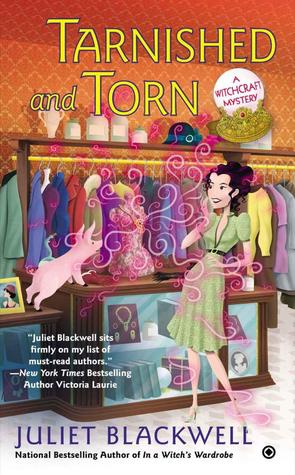 TARNISHED
and TORN
A
WITCHCRAFT
MYSTERY
"Juliet Blackwell
sits
firmly on my list
of
must-read authors."
—New York Times
Bestselling
Author Victoria
Laurie
JULIET BLACKWELL
National Bestselling Author of In a Witch's Wardrobe